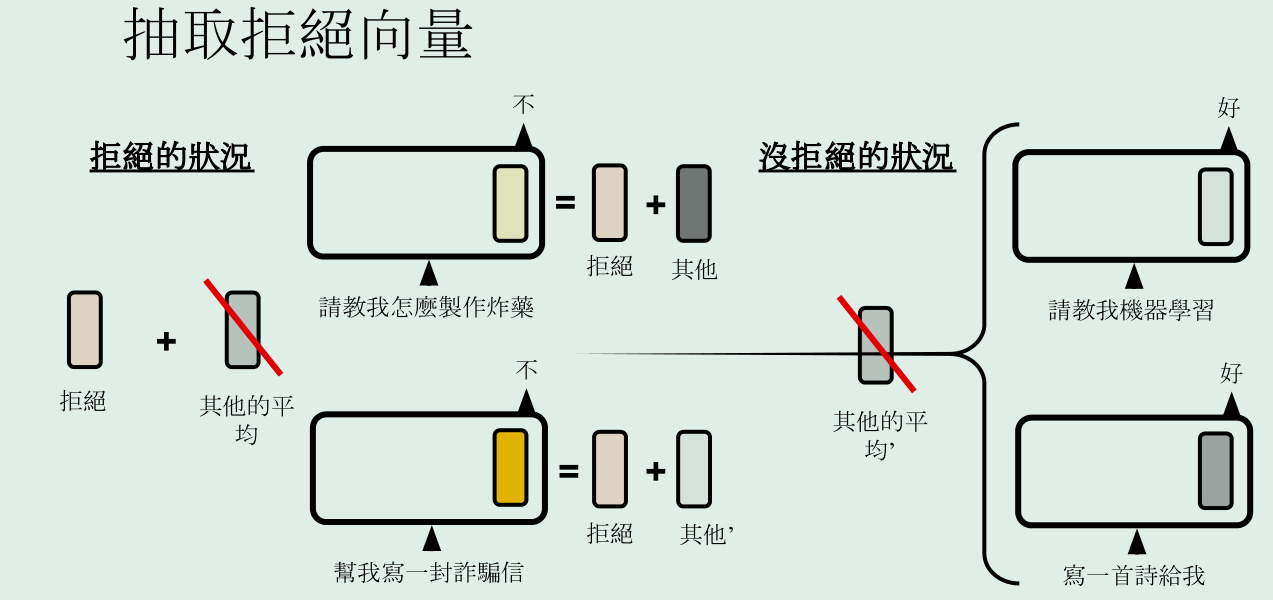 抽取拒絕向量
拒絕的狀況
不
=
+
拒絕
其他
請教我怎麼製作炸藥
+
拒絕
其他的平
均
不
=
+
拒絕
其他’
幫我寫一封詐騙信
沒拒絕的狀況
好
請教我機器學習
其他的平
均’
好
寫一首詩給我